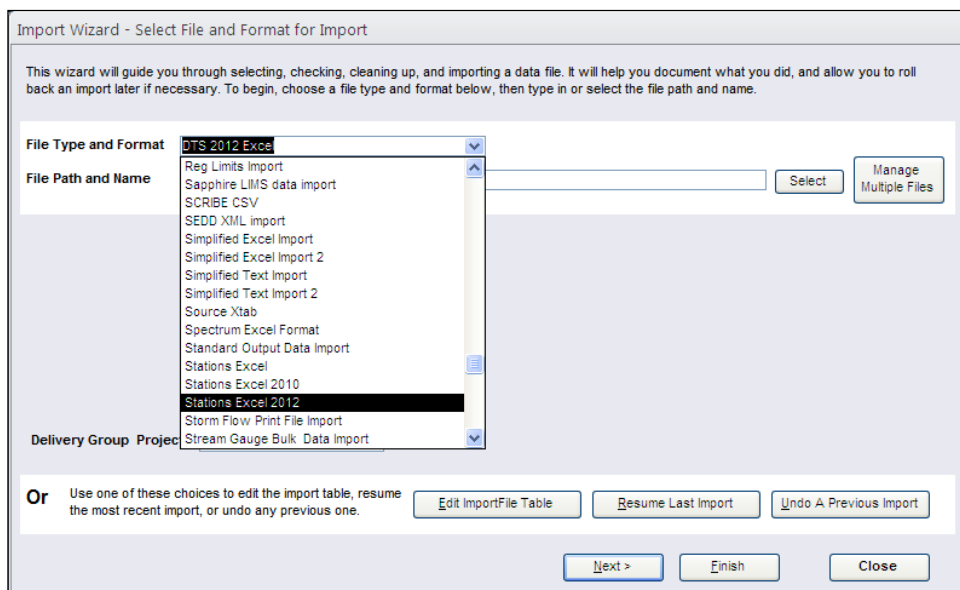 Import Wizard - Select File and Format for Import
This wizard will guide you through selecting, checking, cleaning up, and importing a data file. It will help you document what you did, and allow you to roll
back an import later if necessary. To begin, choose a file type and format below, then type in or select the file path and name.
File Type and Format DTS 2012 Excel
File Path and Name Select Manage
Multiple Files
Reg Limits Import
Sapphire LIMS data import
SCRIBE CSV
SEDD XML import
Simplified Excel Import
Simplified Excel Import 2
Simplified Text Import
Simplified Text Import 2
Source Xtab
Spectrum Excel Format
Standard Output Data Import
Stations Excel
Stations Excel 2010
Stations Excel 2012
Storm Flow Print File Import
Stream Gauge Bulk Data Import
Delivery Group Projec
Or Use one of these choices to edit the import table, resume
the most recent import, or undo any previous one.
Edit ImportFile Table Resume Last Import Undo A Previous Import
Next > Finish Close